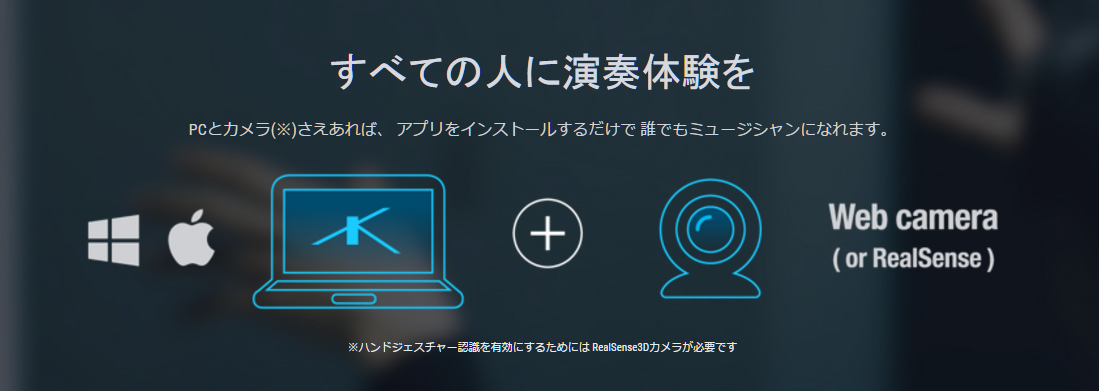 すべての人に演奏体験を
PCとカメラ(※)さえあれば、 アプリをインストールするだけで 誰でもミュージシャンになれます。
Web camera
( or RealSense )
※ハンドジェスチャー認識を有効にするためには RealSense3Dカメラが必要です